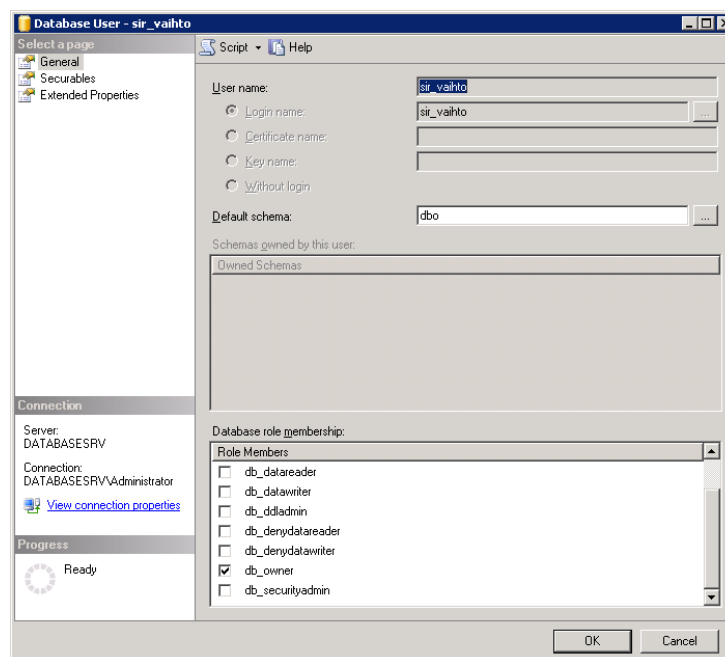 Database User - sir_vaihto
Select a page
General
Securables
Extended Properties
Script
Help
User name:
sir_vaihto
Login name:
sir_vaihto
...
Certificate name:
Key name:
Without login
Default schema:
dbo
...
Schemas owned by this user:
Owned Schemas
Connection
Server:
DATABASESRV
Connection:
DATABASESRV\Administrator
View connection properties
Progress
Ready
Database role membership:
Role Members
db_datareader
db_datawriter
db_ddladmin
db_denydatareader
db_denydatawriter
db_owner
db_securityadmin
OK
Cancel